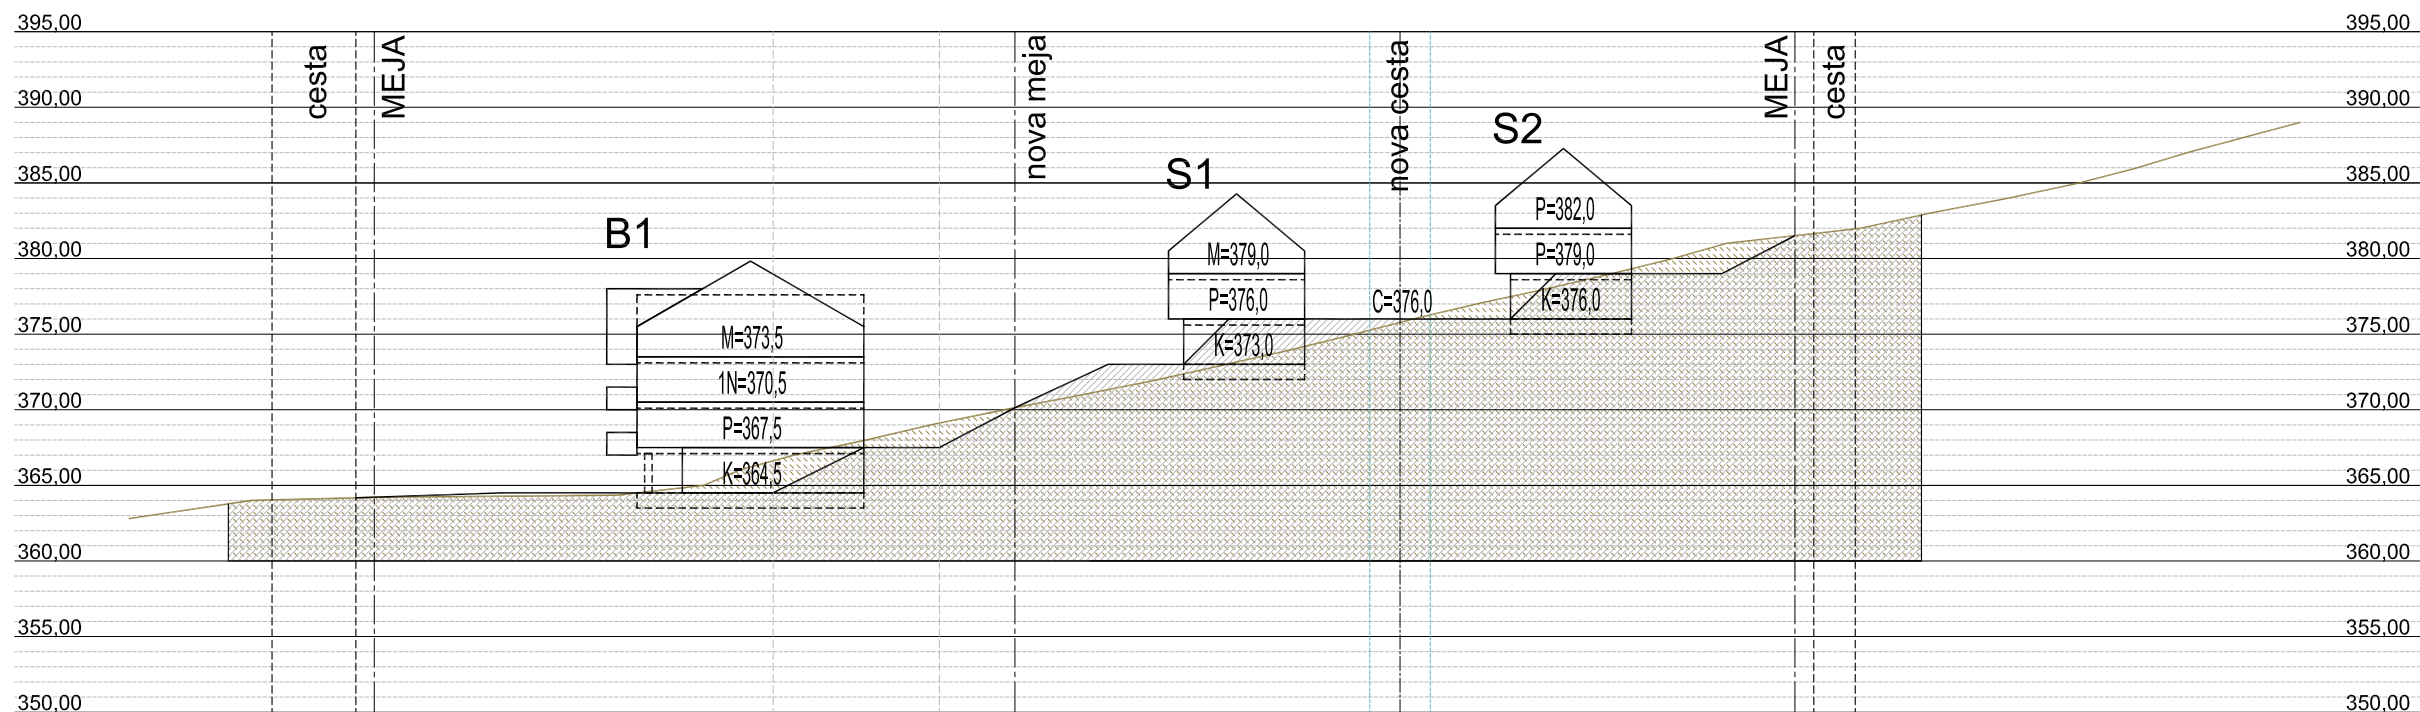 395,00
395,00
cesta
MEJA
nova meja
nova cesta
MEJA
cesta
390,00
390,00
S2
385,00
385,00
S1
P=382,0
B1
380,00
M=379,0
P=379,0
380,00
P=376,0
C=376,0
K=376,0
375,00
M=373,5
K=373,0
375,00
1N=370,5
370,00
370,00
P=367,5
365,00
K=364,5
365,00
360,00
360,00
355,00
355,00
350,00
350,00